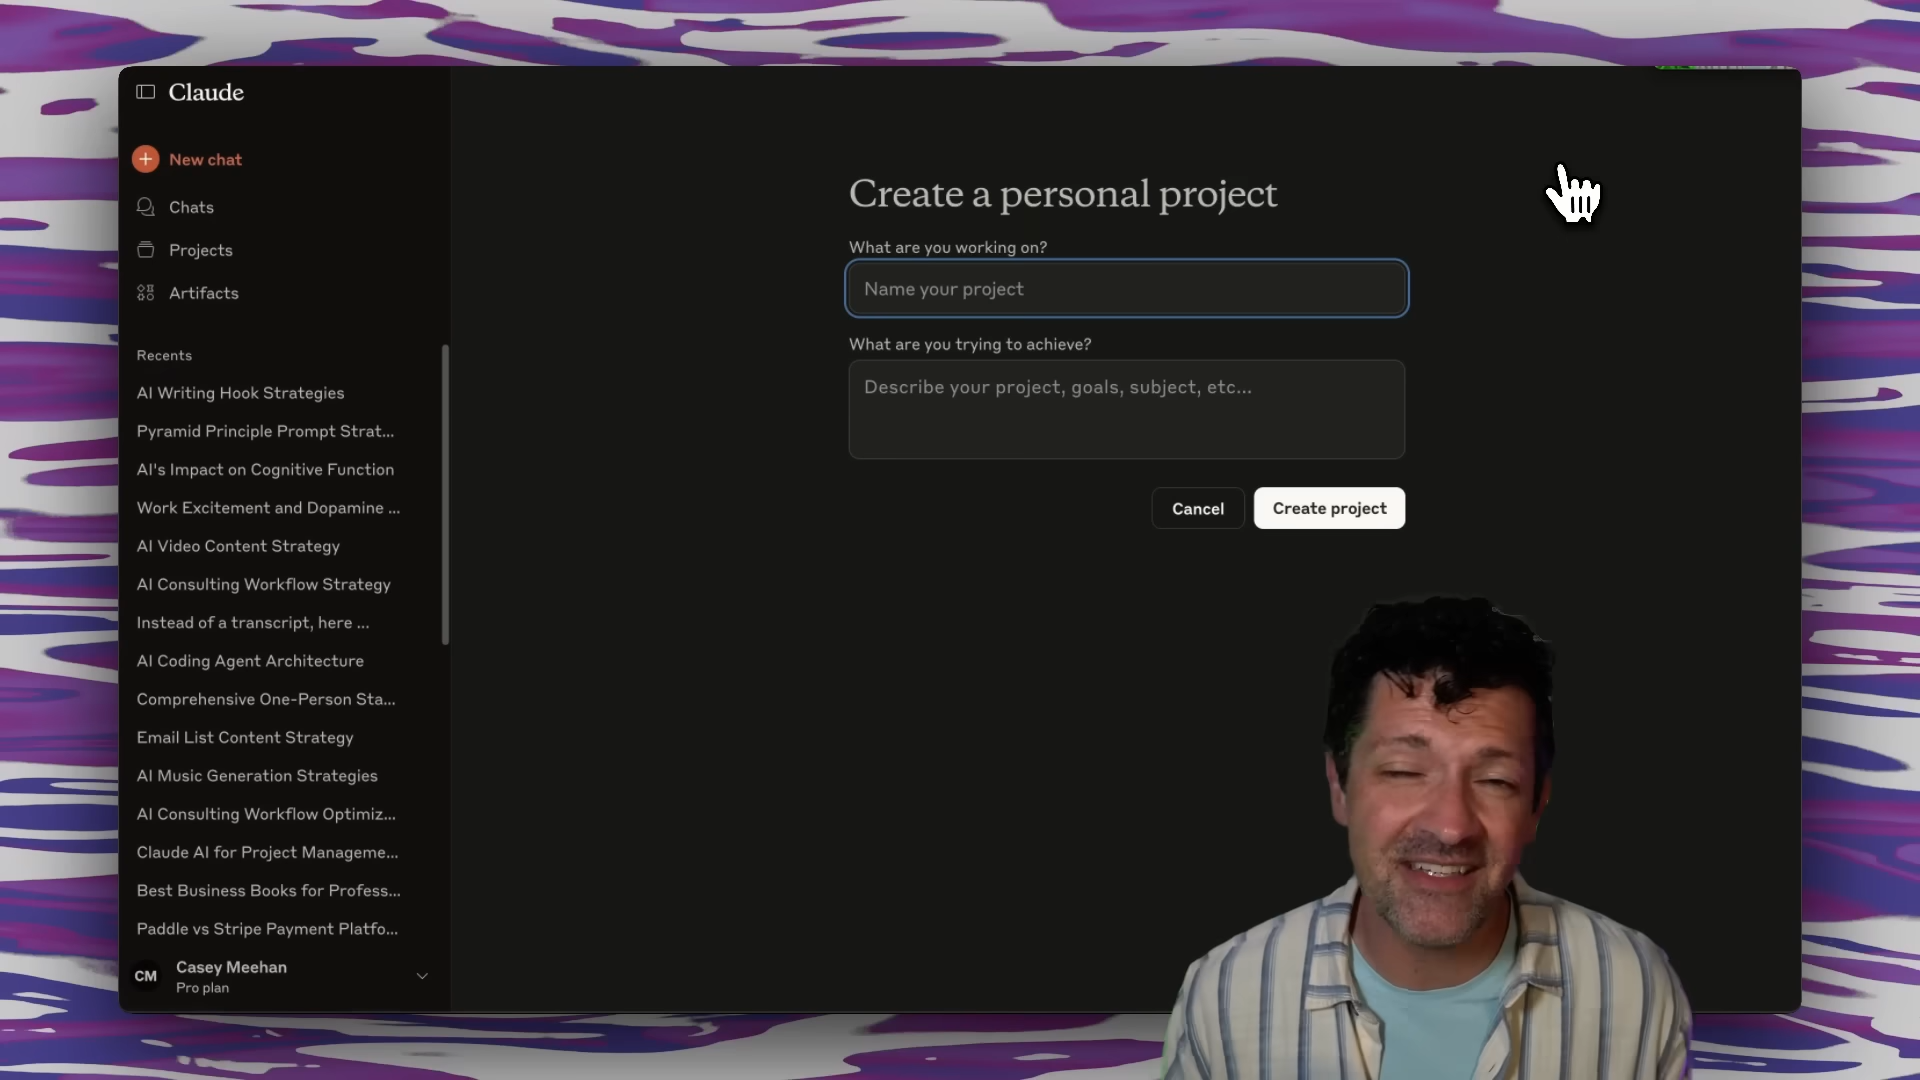 Claude
New chat
Chats
Projects
Artifacts
Recents
AI Writing Hook Strategies
Pyramid Principle Prompt Strat...
AI's Impact on Cognitive Function
Work Excitement and Dopamine ...
AI Video Content Strategy
AI Consulting Workflow Strategy
Instead of a transcript, here ...
AI Coding Agent Architecture
Comprehensive One-Person Sta...
Email List Content Strategy
AI Music Generation Strategies
AI Consulting Workflow Optimiz...
Claude AI for Project Manageme...
Best Business Books for Profess...
Paddle vs Stripe Payment Platfo...
CM
Casey Meehan
Pro plan
Create a personal project
What are you working on?
Name your project
What are you trying to achieve?
Describe your project, goals, subject, etc...
Cancel
Create project